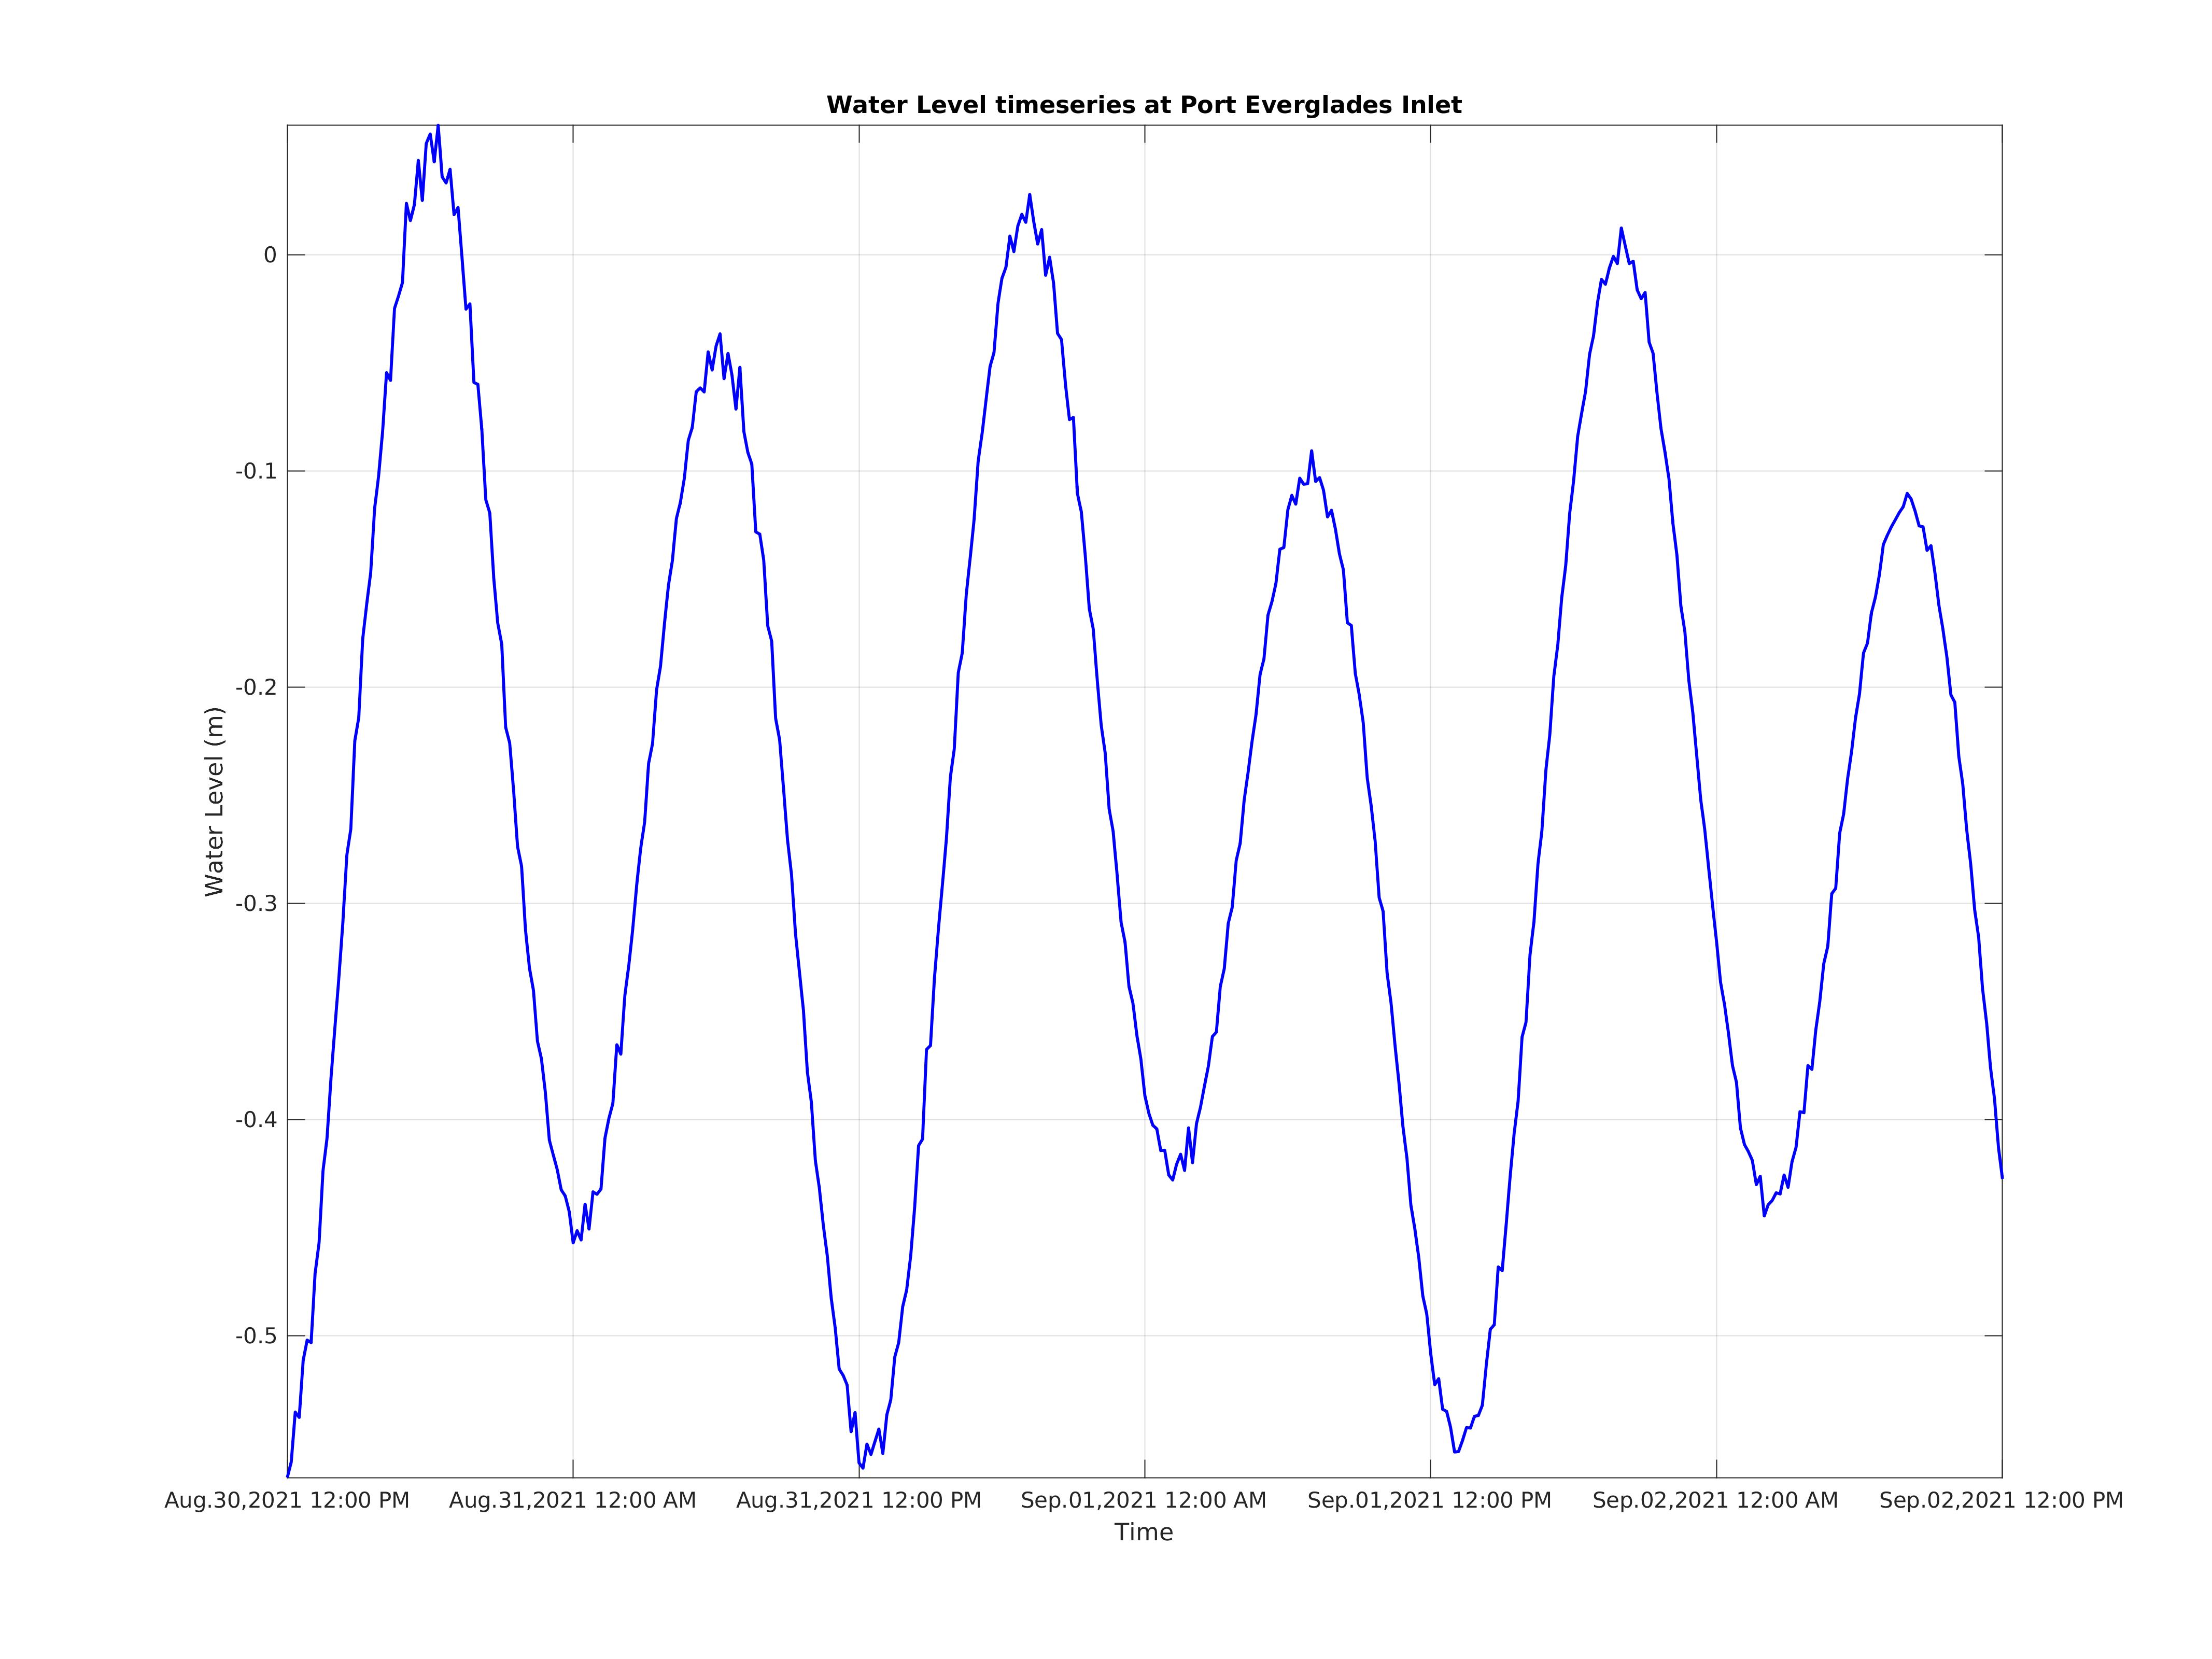 Water Level timeseries at Port Everglades Inlet
0
-0.1
-0.2
-0.3
-0.4
-0.5
Water Level (m)
Aug.30,2021 12:00 PM
Aug.31,2021 12:00 AM
Aug.31,2021 12:00 PM
Sep.01,2021 12:00 AM
Sep.01,2021 12:00 PM
Sep.02,2021 12:00 AM
Sep.02,2021 12:00 PM
Time